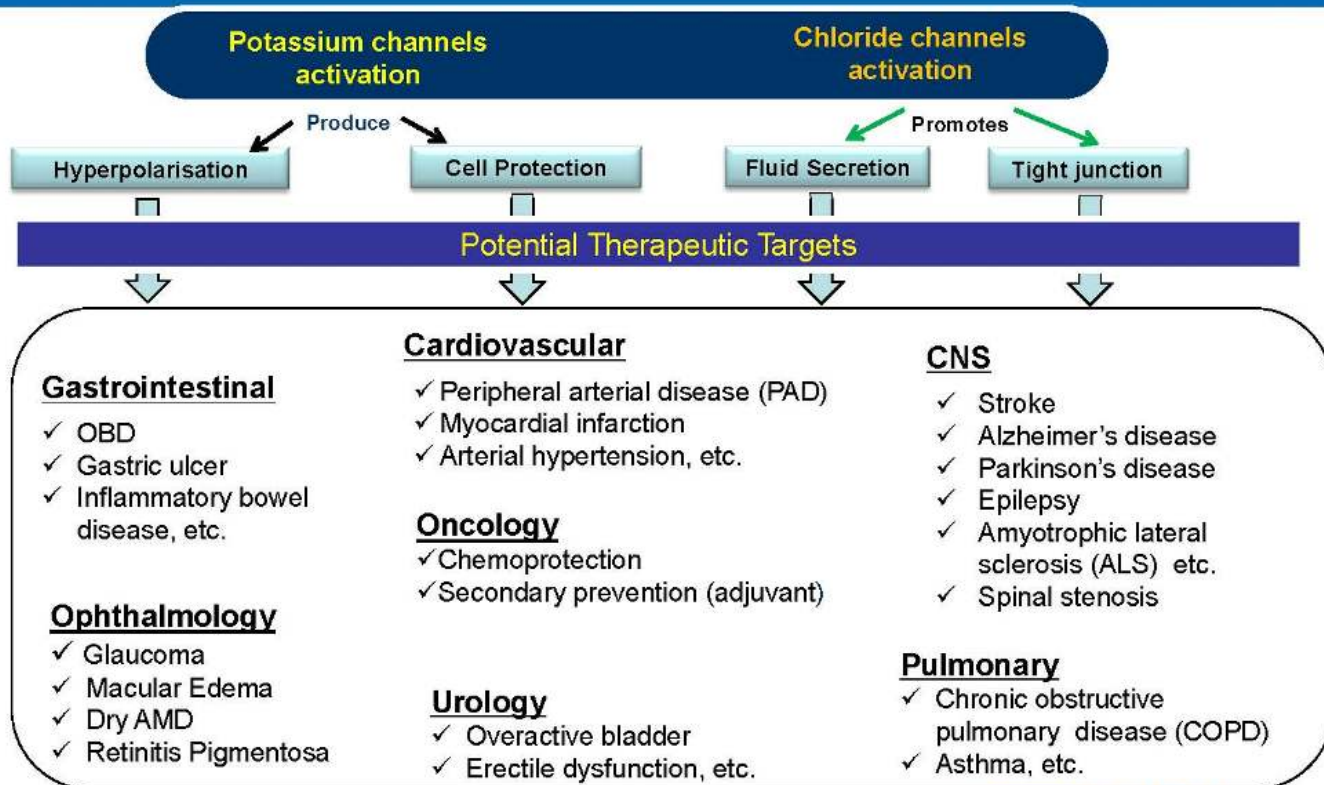 Potassium channels
activation
Chloride channels
activation
Produce
Promotes
Hyperpolarisation
Cell Protection
Fluid Secretion
Tight junction
Potential Therapeutic Targets
Gastrointestinal
✓ OBD
✓ Gastric ulcer
✓ Inflammatory bowel
disease, etc.
Ophthalmology
✓ Glaucoma
✓ Macular Edema
✓ Dry AMD
✓ Retinitis Pigmentosa
Cardiovascular
✓ Peripheral arterial disease (PAD)
✓ Myocardial infarction
✓ Arterial hypertension, etc.
Oncology
✓ Chemoprotection
✓ Secondary prevention (adjuvant)
Urology
✓ Overactive bladder
✓ Erectile dysfunction, etc.
CNS
✓ Stroke
✓ Alzheimer's disease
✓ Parkinson's disease
✓ Epilepsy
✓ Amyotrophic lateral
sclerosis (ALS) etc.
✓ Spinal stenosis
Pulmonary
✓ Chronic obstructive
pulmonary disease (COPD)
✓ Asthma, etc.